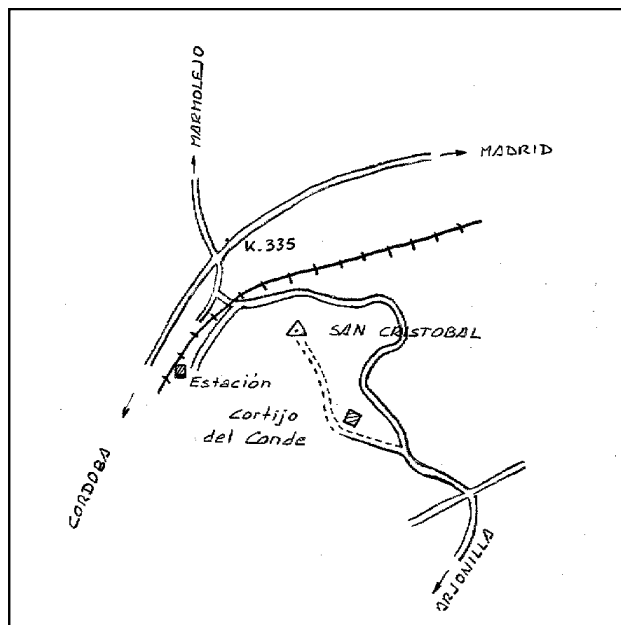 MARMOLEJO
MADRID
K.335
SAN CRISTOBAL
Estación
Cortijo
del Conde
CORDOBA
ARJONILLA